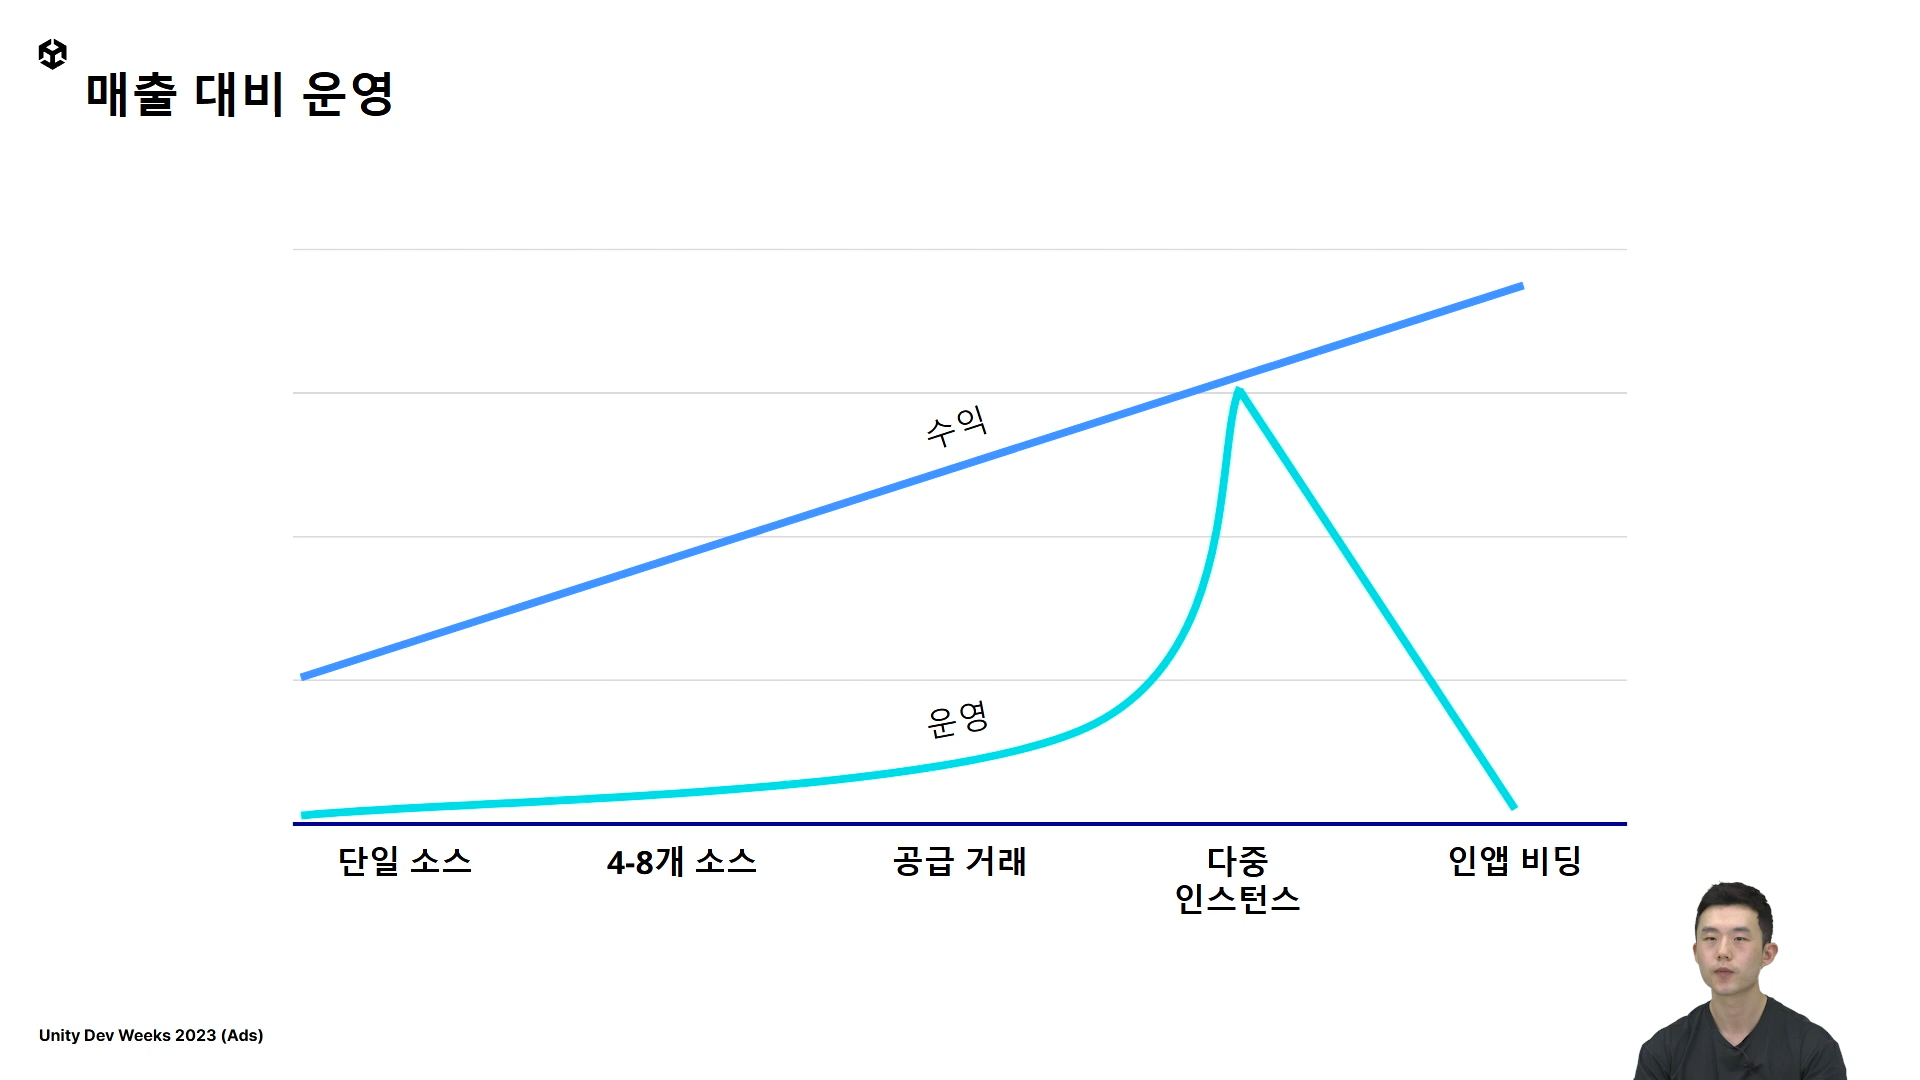 매출 대비 운영
수익
운영
단일 소스
4-8개 소스
공급 거래
다중
인스턴스
인앱 비딩
Unity Dev Weeks 2023 (Ads)